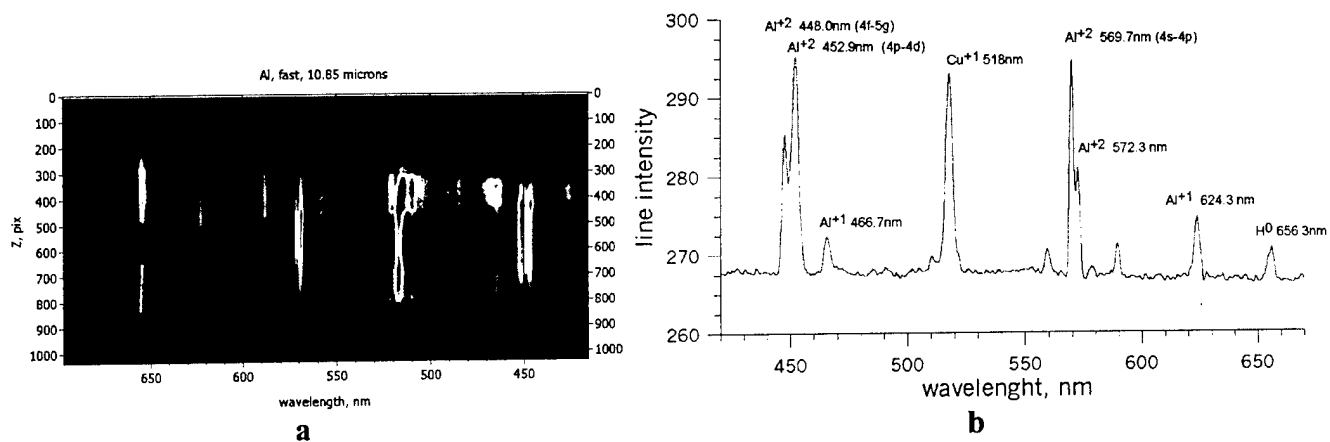 Al, fast, 10.85 microns
0
100
200
300
400
500
600
700
800
900
1000
Z, pix
0
100
200
300
400
500
600
700
800
900
1000
650
600
550
500
450
wavelength, nm
a
300
290
280
270
260
line intensity
Al+2 448.0nm (4f-5g)
Al+2 452.9nm (4p-4d)
Al+1 466.7nm
Cu+1 518nm
Al+2 569.7nm (4s-4p)
Al+2 572.3 nm
Al+1 624.3 nm
H0 656 3nm
450
500
550
600
650
wavelenght, nm
b